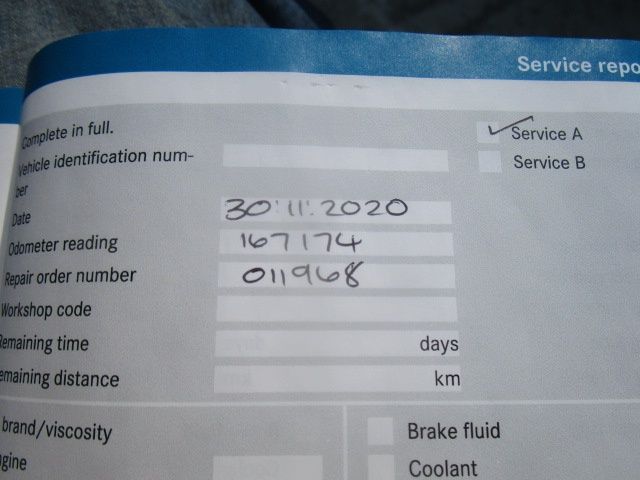 Service repo
Complete in full.
Service A
Vehicle identification num-
ber
Service B
Date 30.11.2020
Odometer reading 167174
Repair order number 011968
Workshop code
Remaining time days
emaining distance km
brand/viscosity
Brake fluid
gine
Coolant